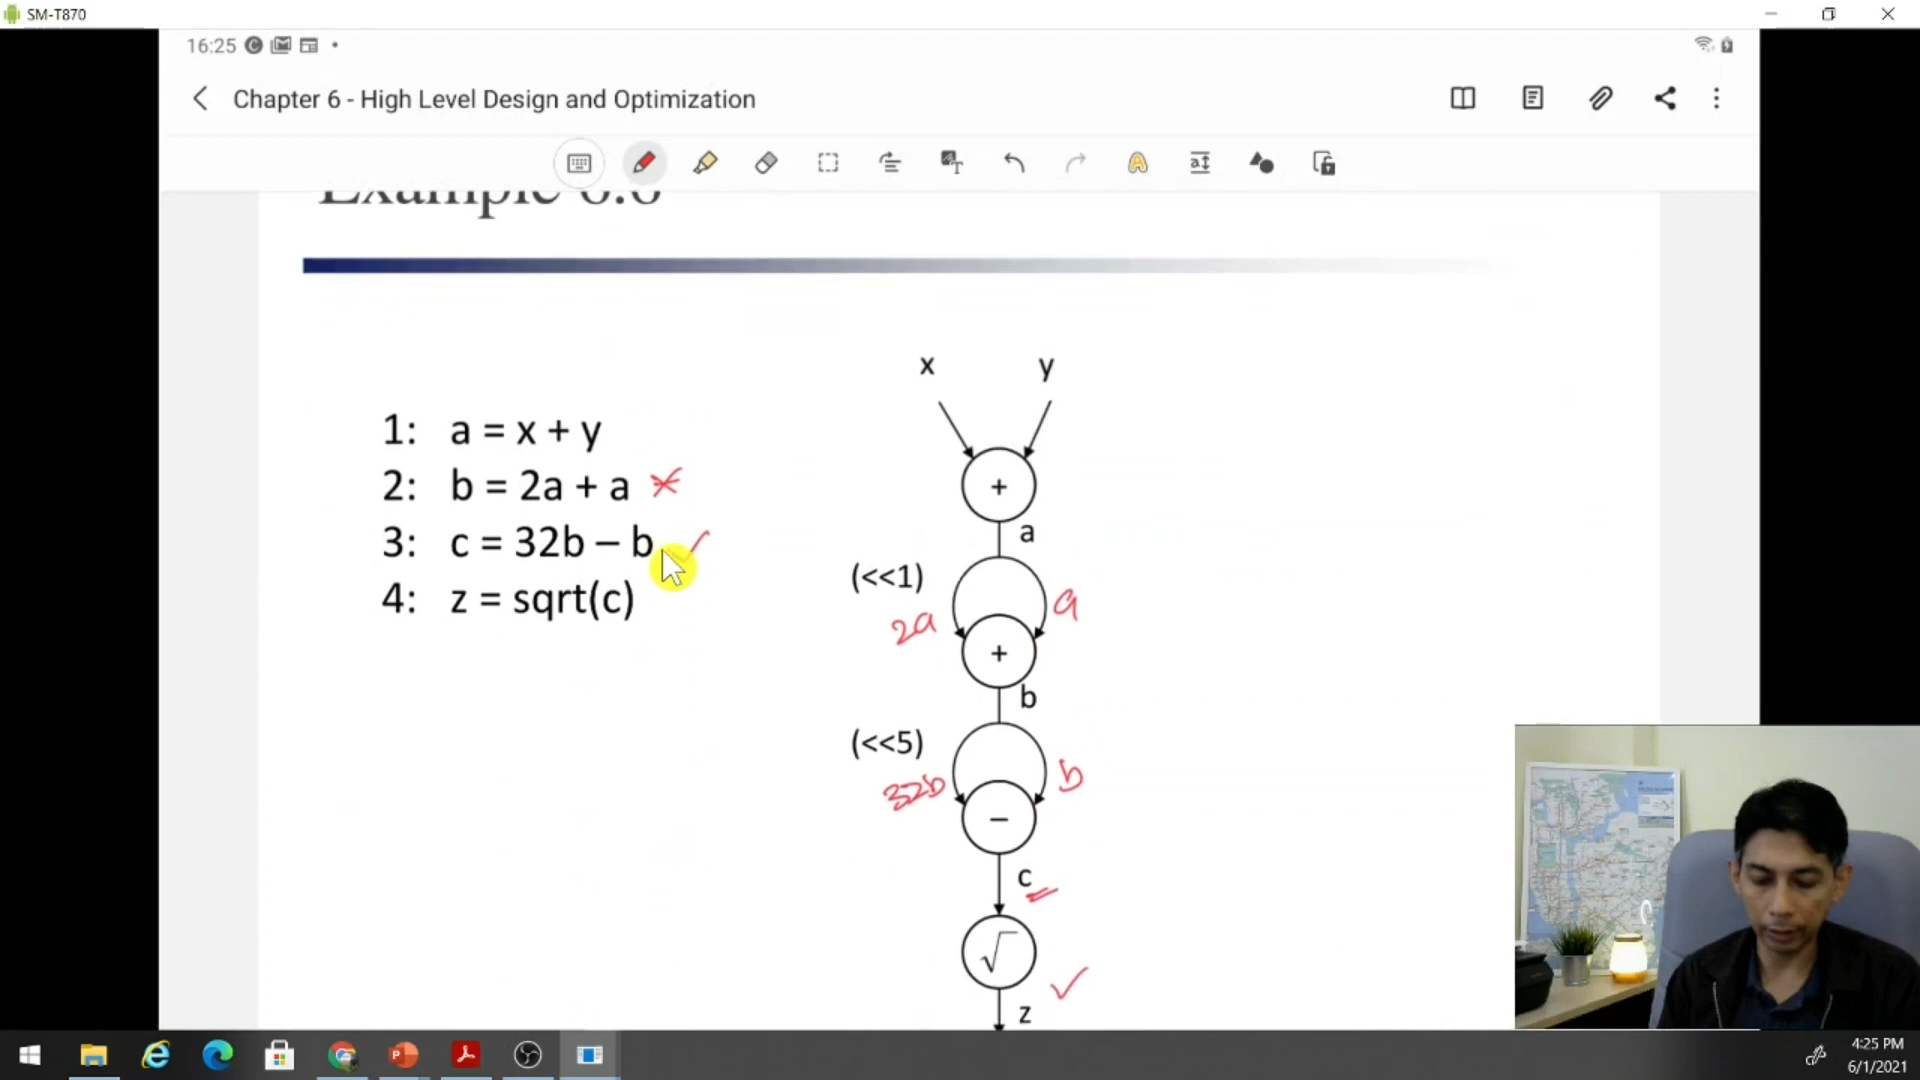 SM-T870
16:25
Chapter 6 - High Level Design and Optimization
x y
1: a = x + y
2: b = 2a + a
3: c = 32b – b
4: z = sqrt(c)
+
a
(<<1)
2a
a
+
b
(<<5)
32b
b
–
c
√
z
4:25 PM
6/1/2021